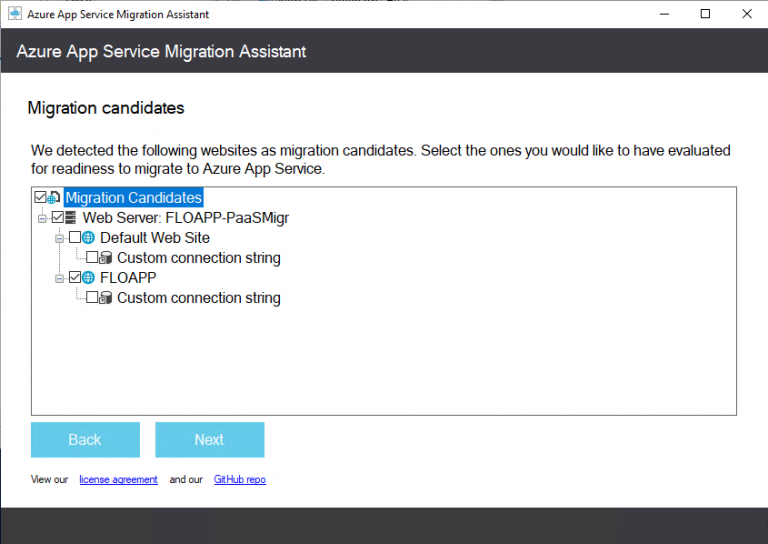 Azure App Service Migration Assistant
Azure App Service Migration Assistant
Migration candidates
We detected the following websites as migration candidates. Select the ones you would like to have evaluated
for readiness to migrate to Azure App Service.
Migration Candidates
Web Server: FLOAPP-PaaSMigr
Default Web Site
Custom connection string
FLOAPP
Custom connection string
Back Next
View our license agreement and our GitHub repo